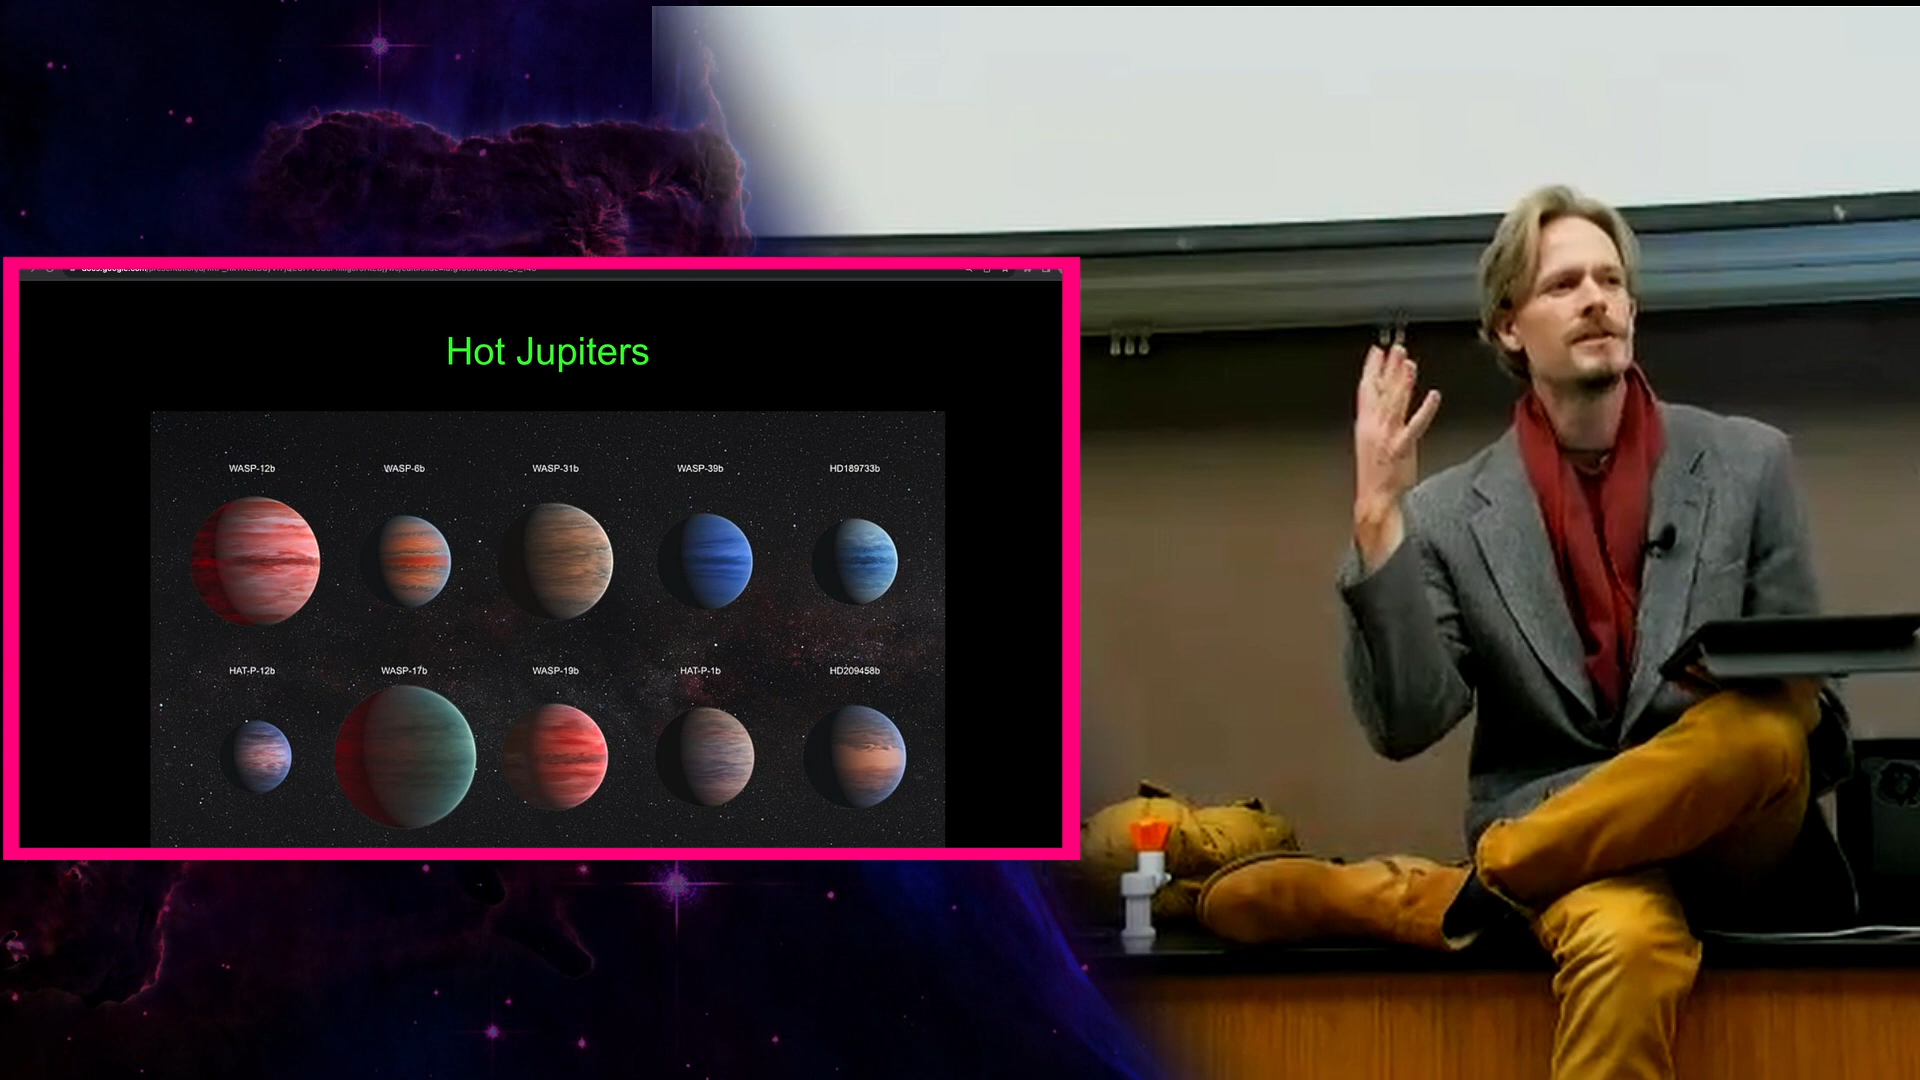 Hot Jupiters
WASP-12b WASP-6b WASP-31b WASP-39b HD189733b
HAT-P-12b WASP-17b WASP-19b HAT-P-1b HD209458b